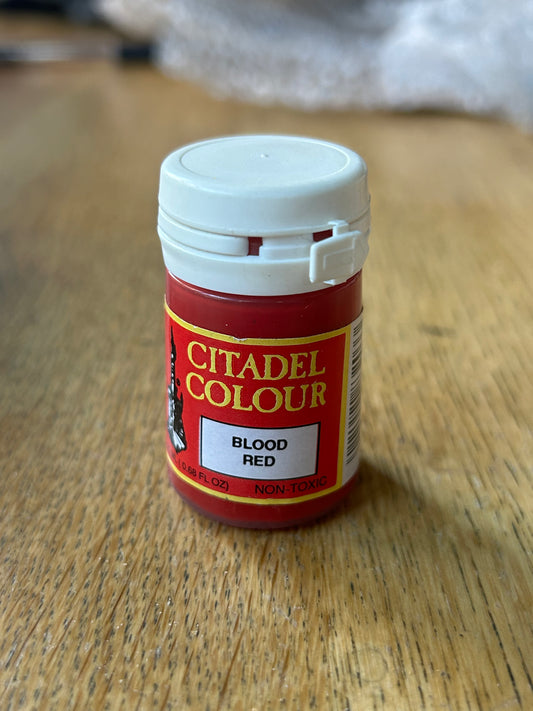 CITADEL
COLOUR
BLOOD
RED
(0.68 FL OZ) NON-TOXIC